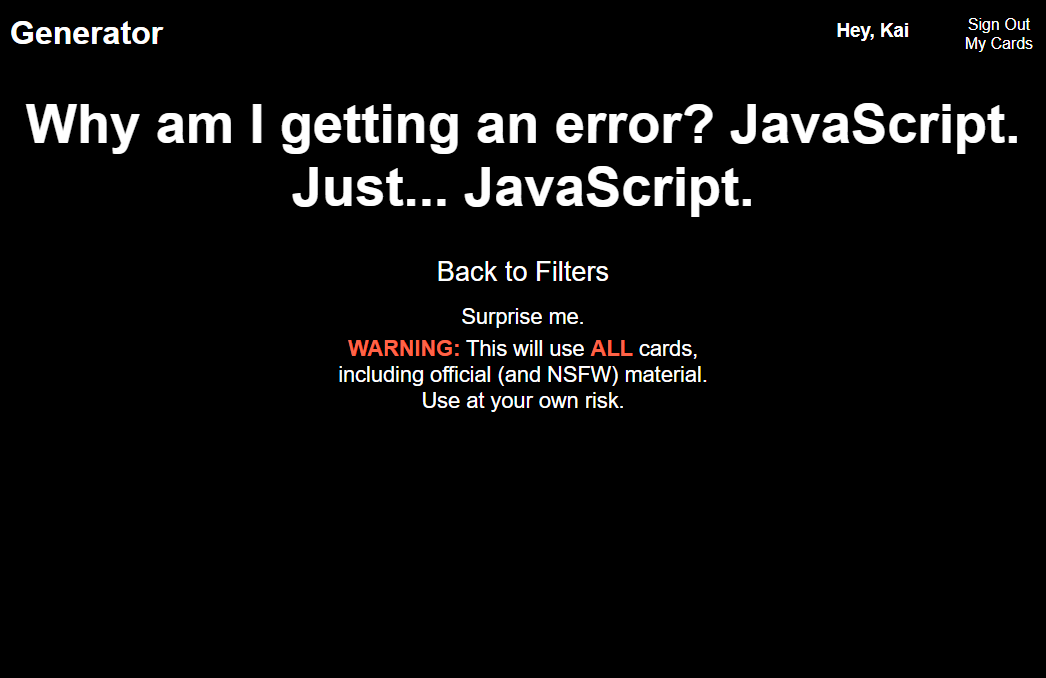 Generator
Hey, Kai
Sign Out
My Cards
Why am I getting an error? JavaScript.
Just... JavaScript.
Back to Filters
Surprise me.
WARNING: This will use ALL cards,
including official (and NSFW) material.
Use at your own risk.